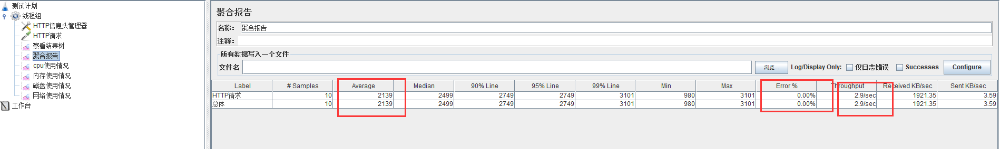 测试计划
线程组
HTTP信息头管理器
HTTP请求
察看结果树
聚合报告
cpu使用情况
内存使用情况
磁盘使用情况
网络使用情况
工作台
聚合报告
名称： 聚合报告
注释：
所有数据写入一个文件
文件名 浏览... Log/Display Only: 仅日志错误 Successes Configure
Label # Samples Average Median 90% Line 95% Line 99% Line Min Max Error % Throughput Received KB/sec Sent KB/sec
HTTP请求 10 2139 2499 2749 2749 3101 980 3101 0.00% 2.9/sec 1921.35 3.59
总体 10 2139 2499 2749 2749 3101 980 3101 0.00% 2.9/sec 1921.35 3.59